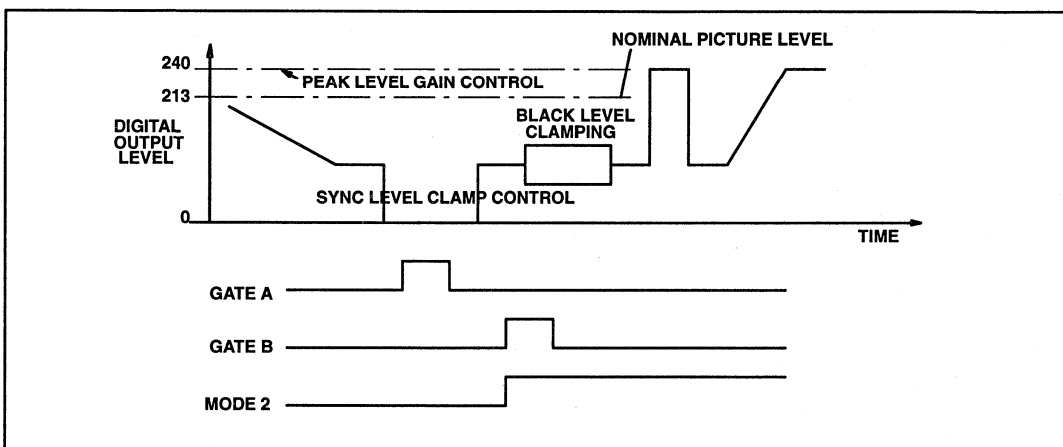 NOMINAL PICTURE LEVEL
240
PEAK LEVEL GAIN CONTROL
213
BLACK LEVEL
CLAMPING
DIGITAL
OUTPUT
LEVEL
SYNC LEVEL CLAMP CONTROL
0
TIME
GATE A
GATE B
MODE 2